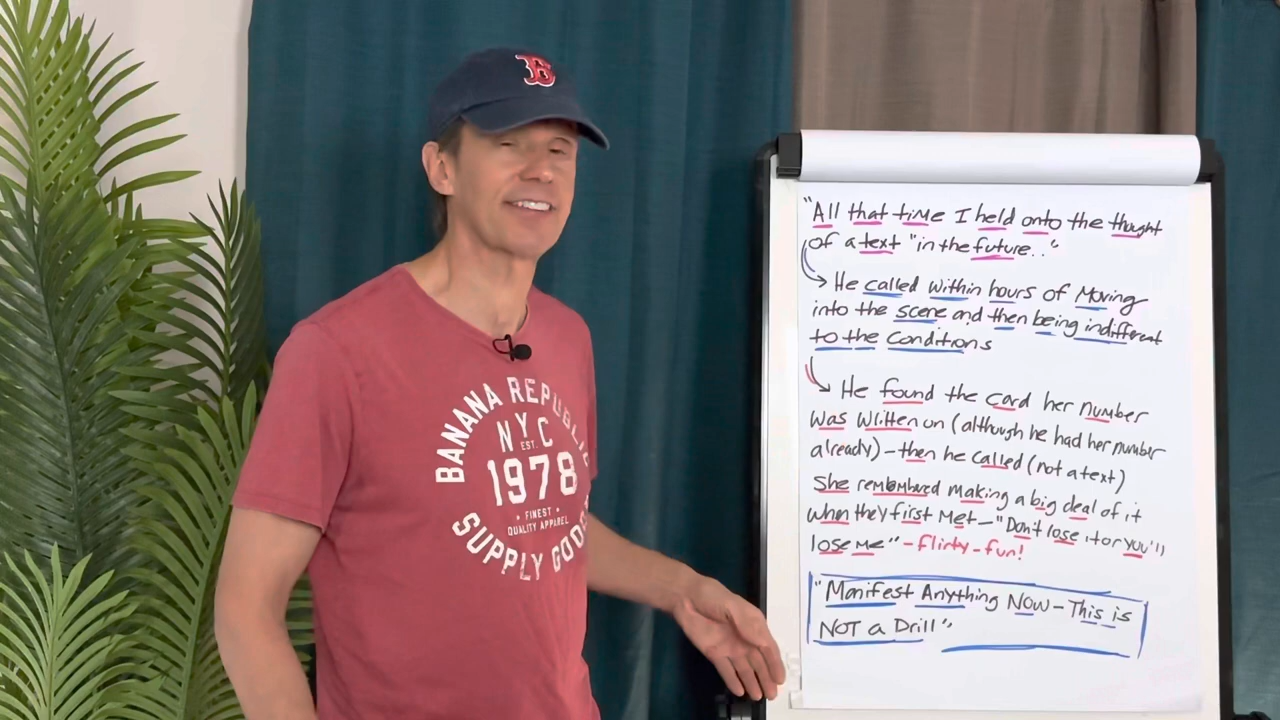 B
BANANA REPUBLIC
NYC
EST.
1978
• FINEST •
QUALITY APPAREL
SUPPLY GOODS
"All that time I held onto the thought
of a text "in the future.."
He called within hours of Moving
into the scene and then being indifferent
to the conditions
He found the card her number
was written on (although he had her number
already) - then he called (not a text)
She remembered making a big deal of it
when they first met - "Don't lose it or you'll
lose me" - flirty - fun!
"Manifest Anything Now - This is
NOT a Drill"